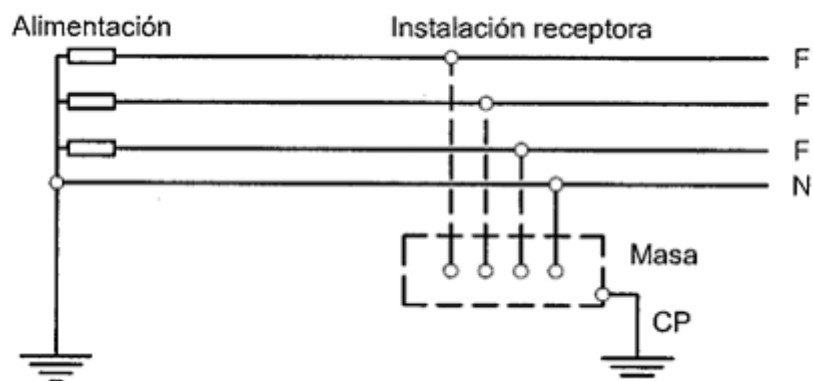 Alimentación
Instalación receptora
F
F
F
N
Masa
CP